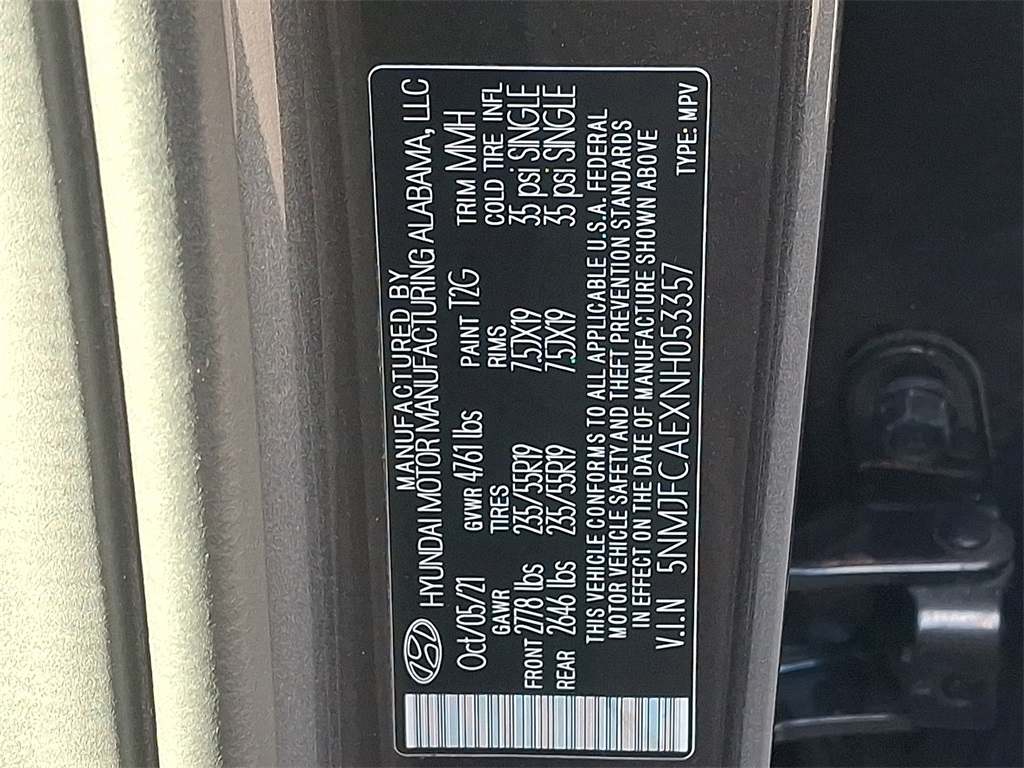 MANUFACTURED BY
HYUNDAI MOTOR MANUFACTURING ALABAMA, LLC
Oct/05/21 GVWR 4761 lbs PAINT T2G TRIM MMH
GAWR TIRES RIMS COLD TIRE INFL
FRONT 2778 lbs 235/55R19 7.5JX19 35 psi SINGLE
REAR 2646 lbs 235/55R19 7.5JX19 35 psi SINGLE
THIS VEHICLE CONFORMS TO ALL APPLICABLE U.S.A. FEDERAL
MOTOR VEHICLE SAFETY AND THEFT PREVENTION STANDARDS
IN EFFECT ON THE DATE OF MANUFACTURE SHOWN ABOVE
V.I.N 5NMJFCAEXNH053357 TYPE: MPV